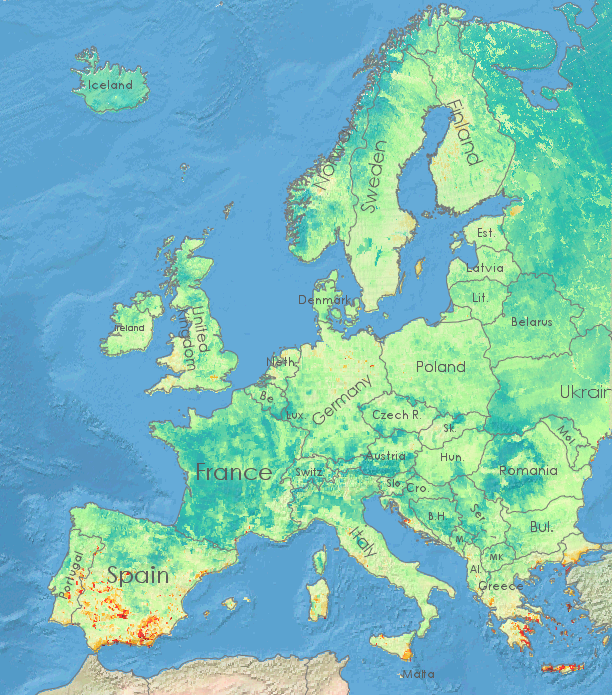 Iceland
Norway
Sweden
Finland
Est.
Latvia
Lit.
Belarus
Denmark
United
Kingdom
Ireland
Neth.
Be.
Lux.
Germany
Poland
Ukrain
Czech R.
Sk.
Mol.
France
Switz.
Austria
Hun.
Romania
Slo.
Cro.
B.H.
Ser.
Bul.
M.
MK
Al.
Italy
Greece
Portugal
Spain
Malta